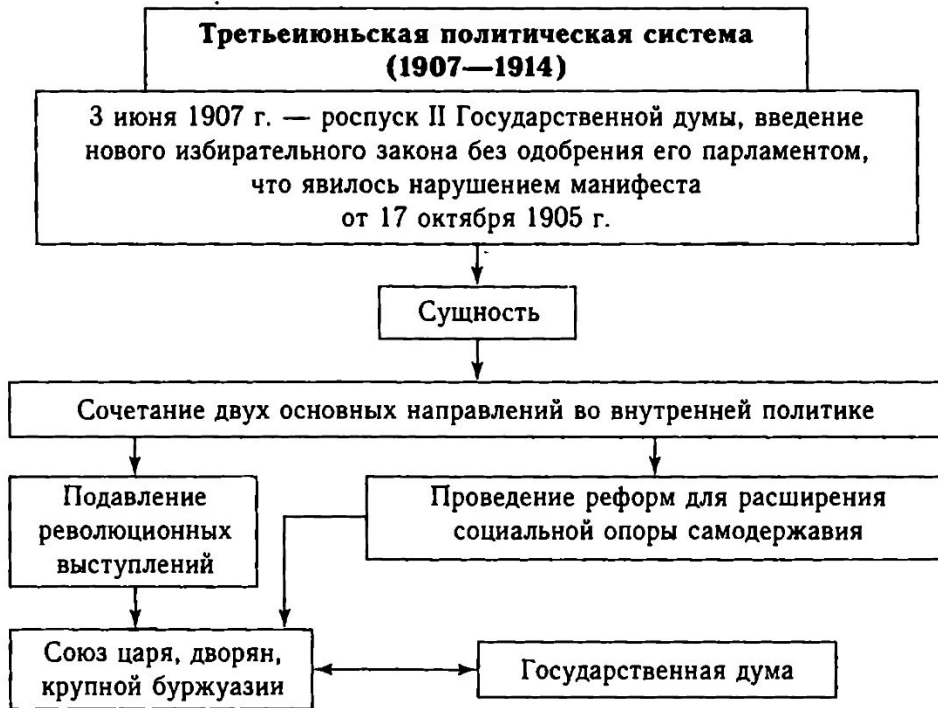 Третьеиюньская политическая система
(1907—1914)
3 июня 1907 г. — роспуск II Государственной думы, введение
нового избирательного закона без одобрения его парламентом,
что явилось нарушением манифеста
от 17 октября 1905 г.
Сущность
Сочетание двух основных направлений во внутренней политике
Подавление
революционных
выступлений
Проведение реформ для расширения
социальной опоры самодержавия
Союз царя, дворян,
крупной буржуазии
Государственная дума